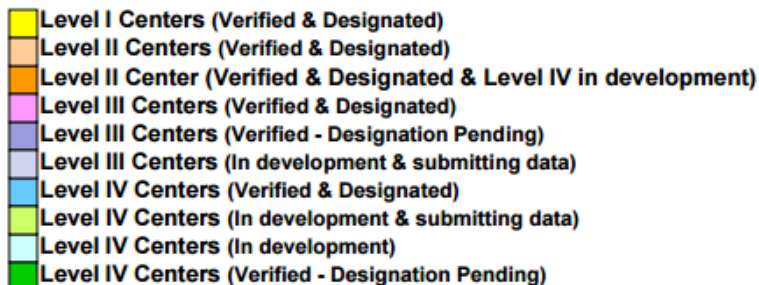 Level I Centers (Verified & Designated)
Level II Centers (Verified & Designated)
Level II Center (Verified & Designated & Level IV in development)
Level III Centers (Verified & Designated)
Level III Centers (Verified - Designation Pending)
Level III Centers (In development & submitting data)
Level IV Centers (Verified & Designated)
Level IV Centers (In development & submitting data)
Level IV Centers (In development)
Level IV Centers (Verified - Designation Pending)